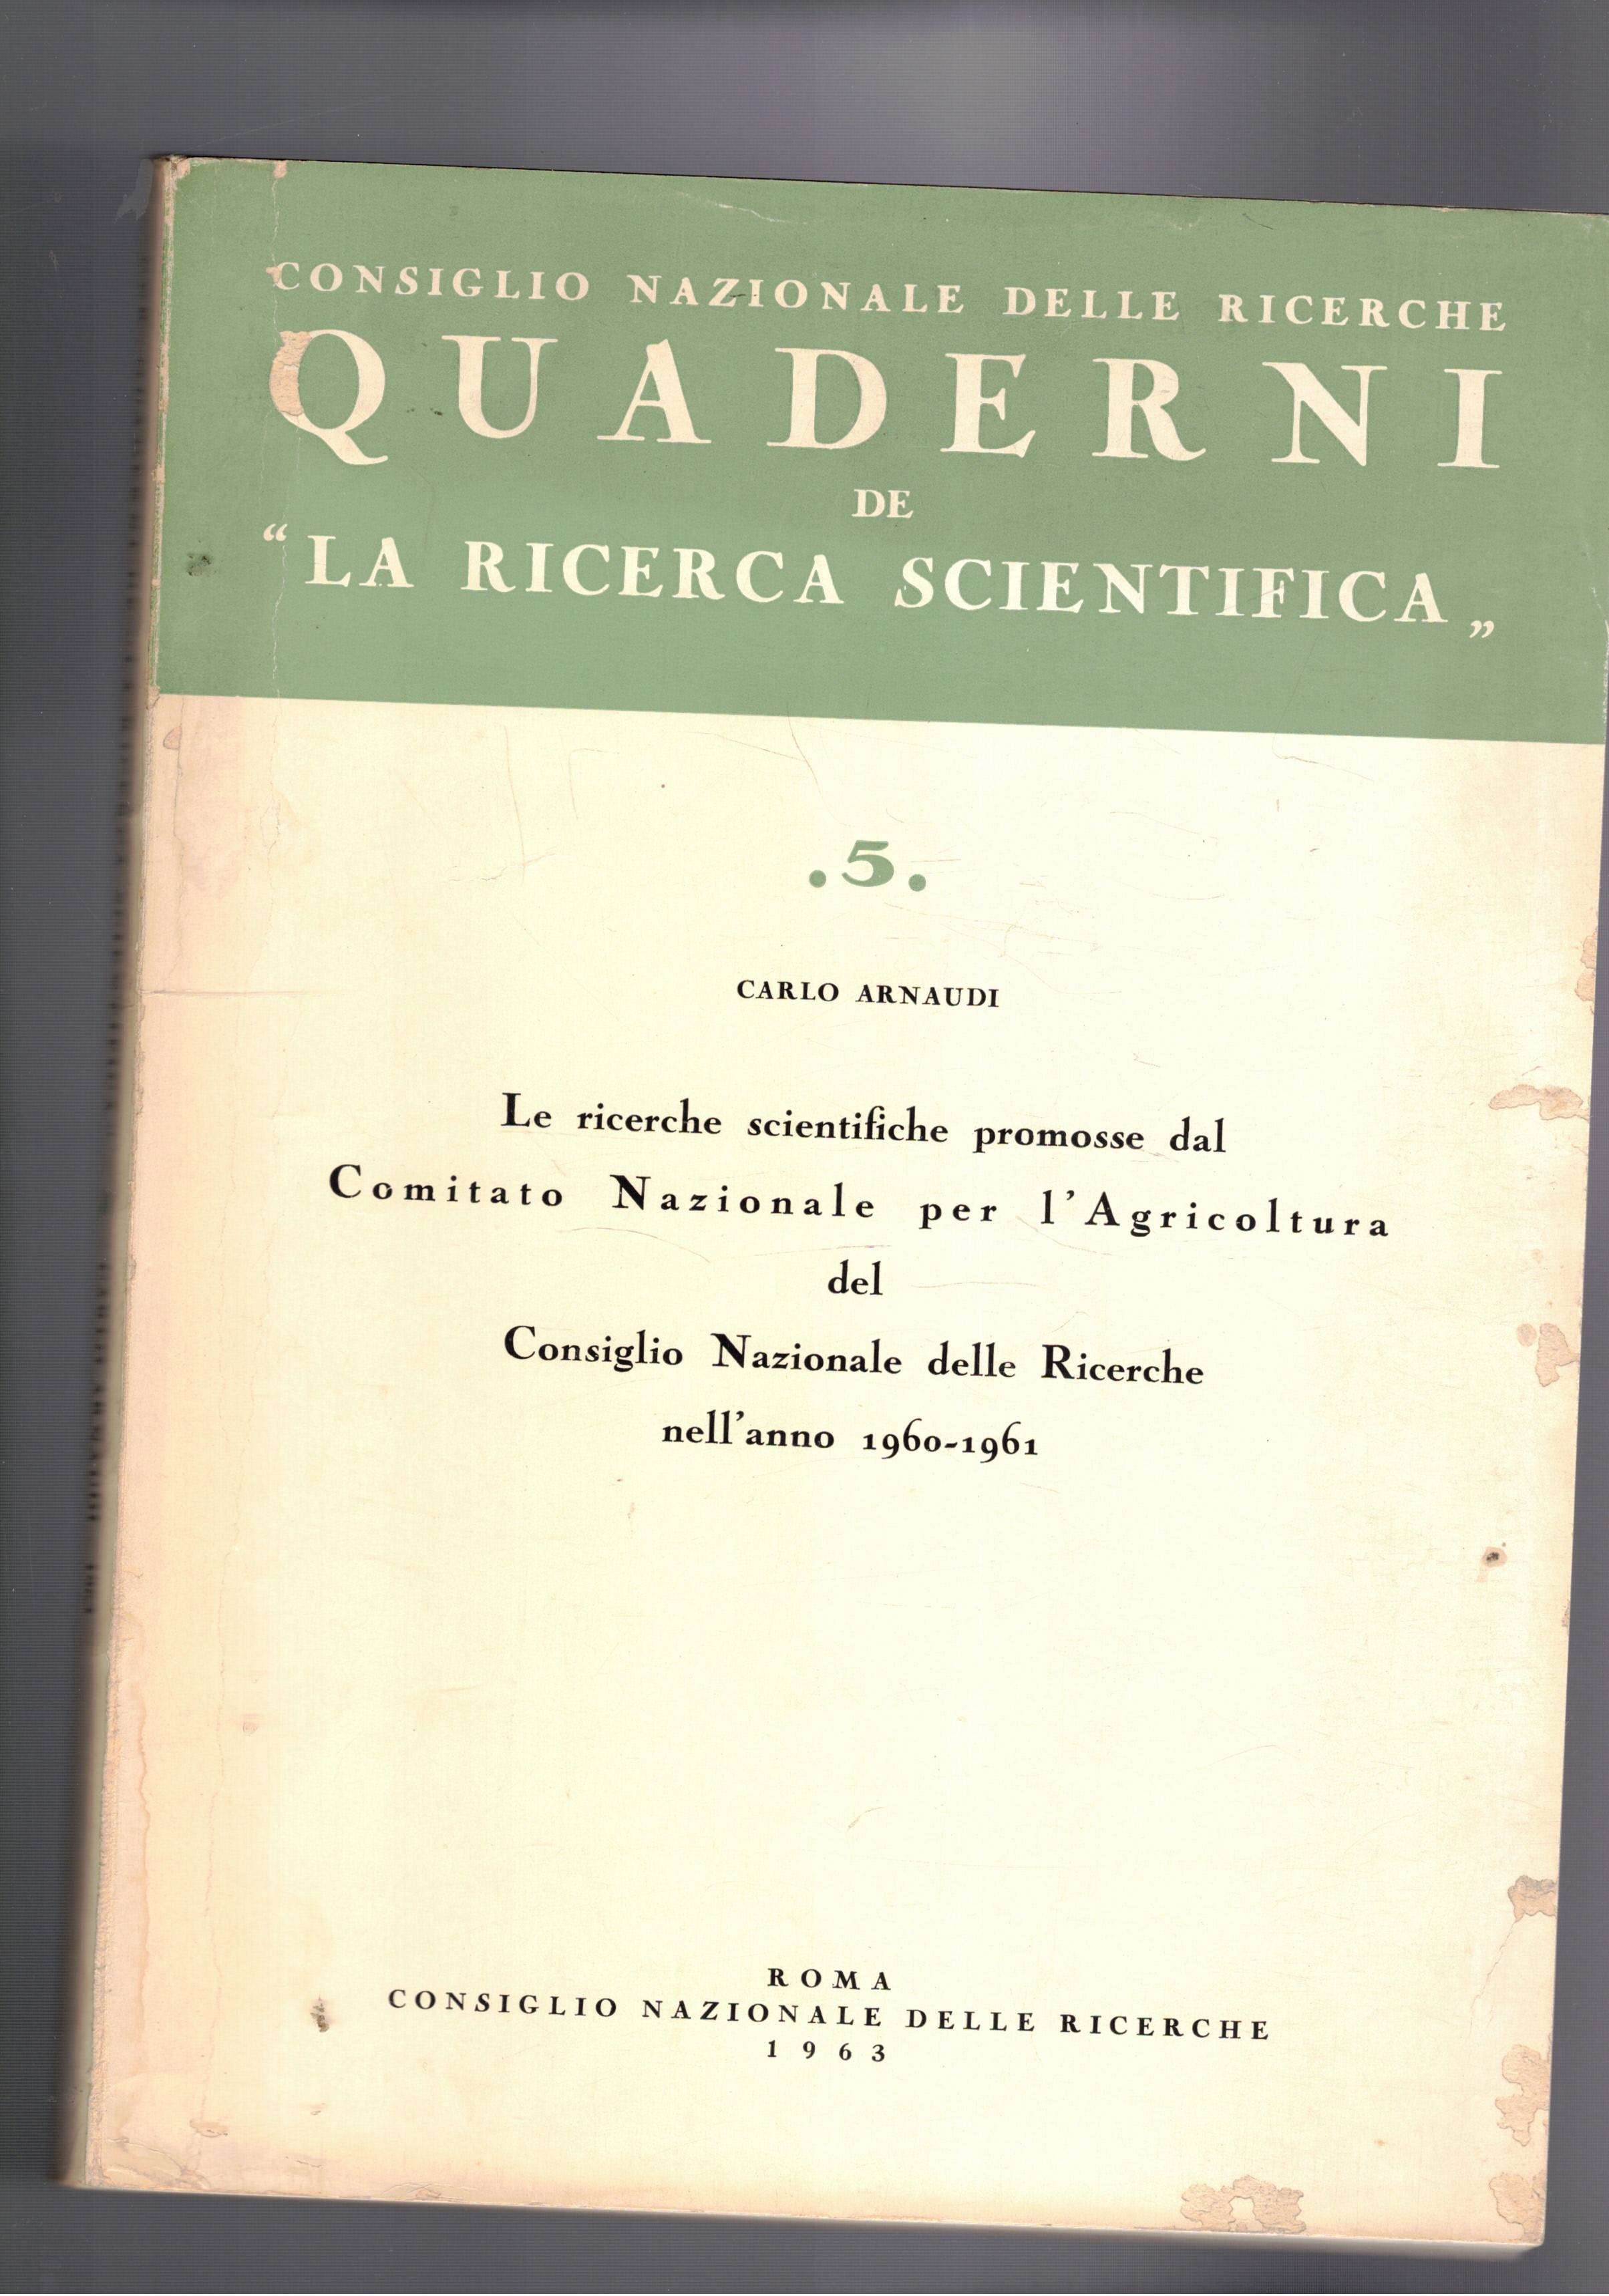 CONSIGLIO NAZIONALE DELLE RICERCHE
QUADERNI
DE
“LA RICERCA SCIENTIFICA„
.5.
CARLO ARNAUDI
Le ricerche scientifiche promosse dal
Comitato Nazionale per l'Agricoltura
del
Consiglio Nazionale delle Ricerche
nell'anno 1960-1961
ROMA
CONSIGLIO NAZIONALE DELLE RICERCHE
1963